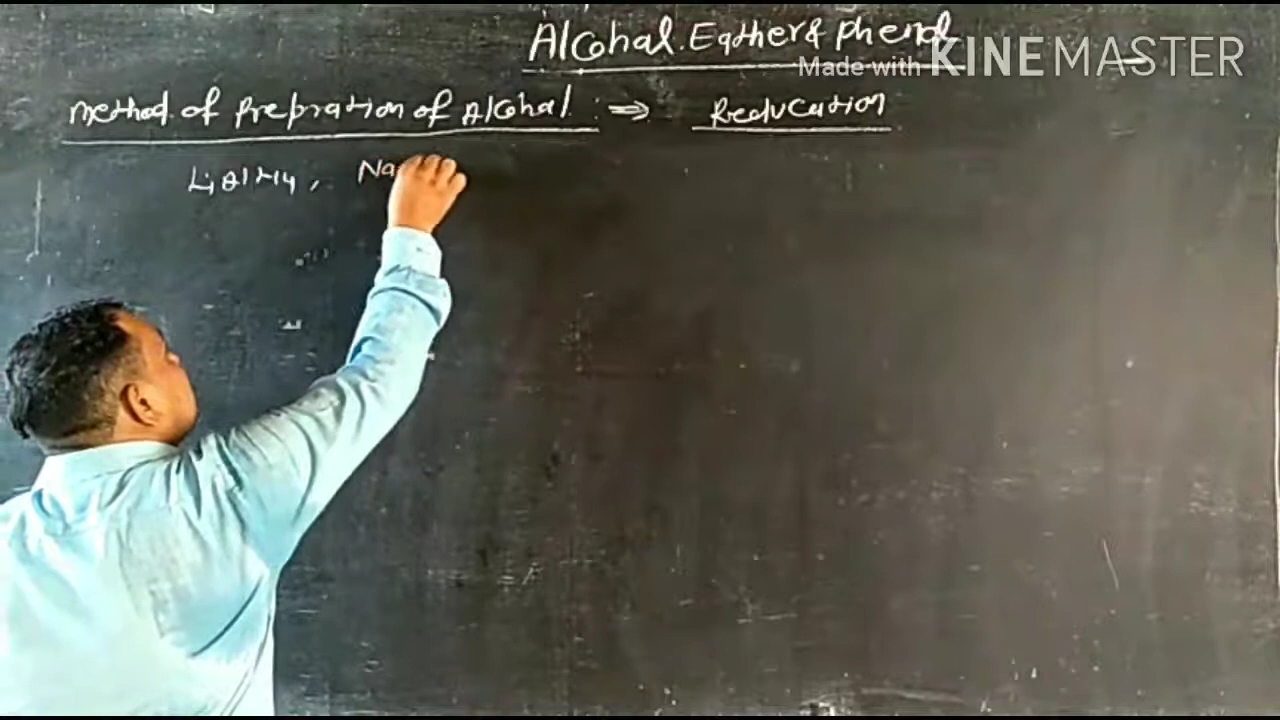 Alcohal. Eather & Phenol
Made with KINEMASTER
Method of Prepration of Alcohal : ⇒ Reducation
LiAlH4, Na